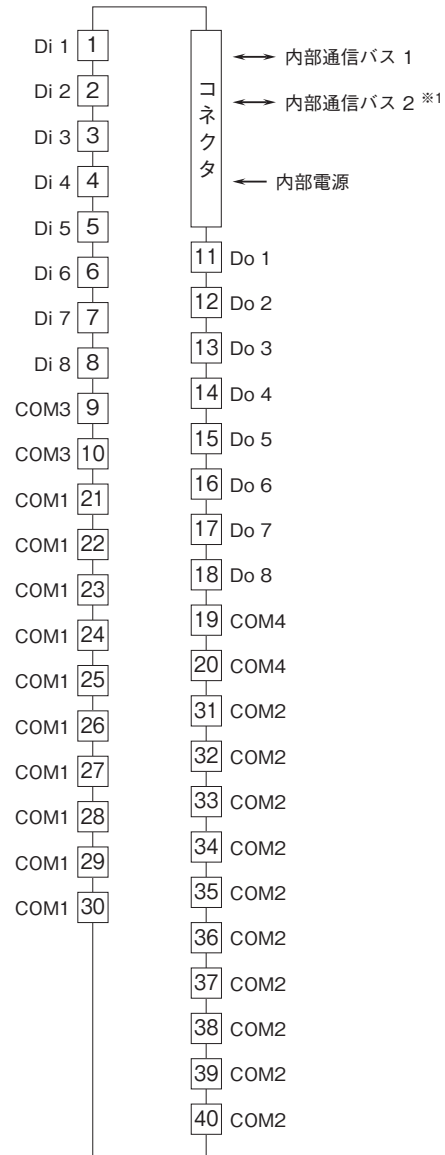 Di 1 1
Di 2 2
Di 3 3
Di 4 4
Di 5 5
Di 6 6
Di 7 7
Di 8 8
COM3 9
COM3 10
COM1 21
COM1 22
COM1 23
COM1 24
COM1 25
COM1 26
COM1 27
COM1 28
COM1 29
COM1 30
コネクタ
内部通信バス 1
内部通信バス 2 ※1
内部電源
11 Do 1
12 Do 2
13 Do 3
14 Do 4
15 Do 5
16 Do 6
17 Do 7
18 Do 8
19 COM4
20 COM4
31 COM2
32 COM2
33 COM2
34 COM2
35 COM2
36 COM2
37 COM2
38 COM2
39 COM2
40 COM2